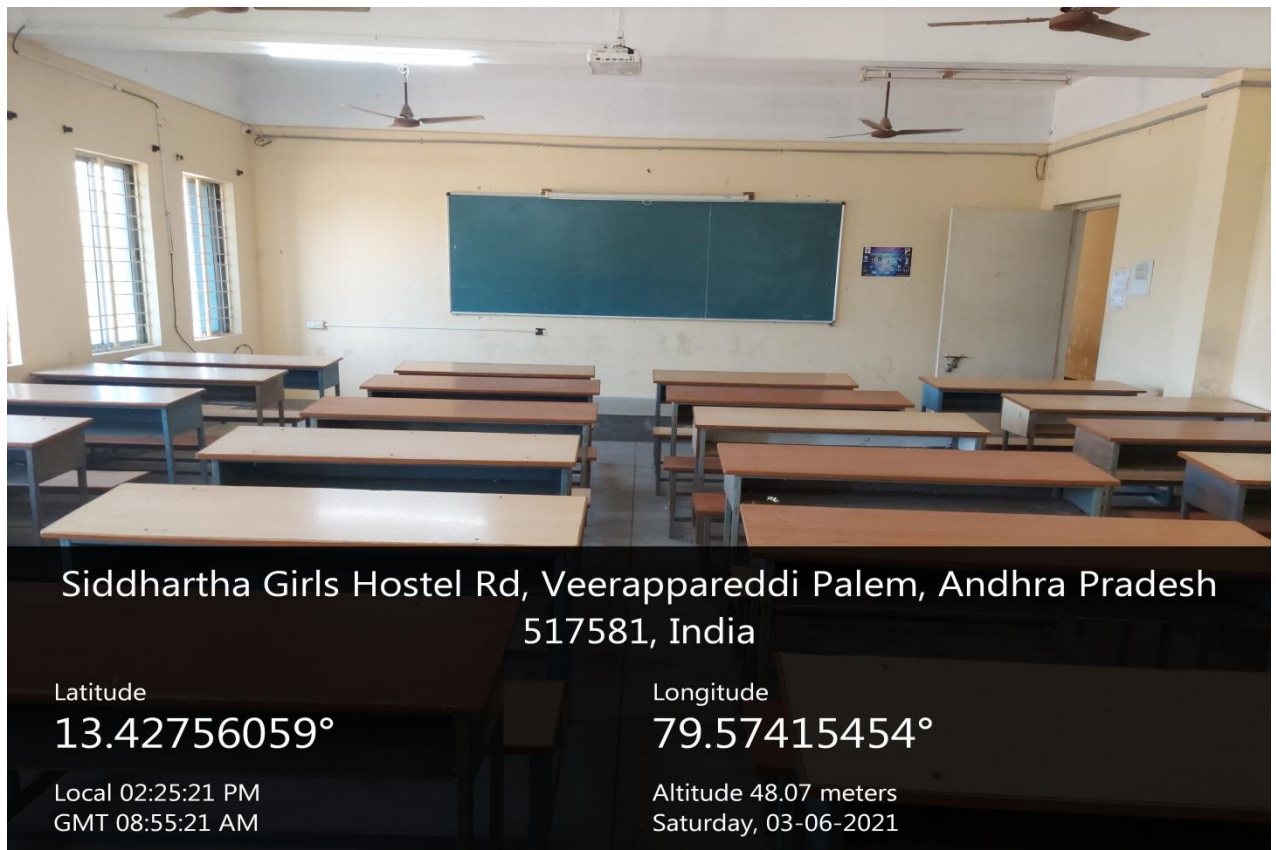 Siddhartha Girls Hostel Rd, Veerappareddi Palem, Andhra Pradesh
517581, India
Latitude
13.42756059°
Longitude
79.57415454°
Local 02:25:21 PM
GMT 08:55:21 AM
Altitude 48.07 meters
Saturday, 03-06-2021